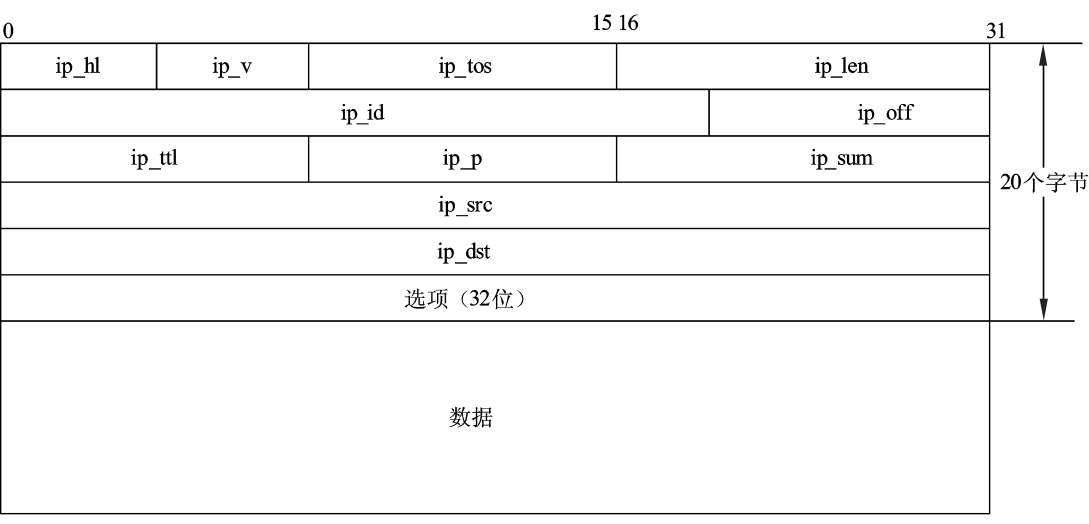 0 15 16 31
ip_hl ip_v ip_tos ip_len
ip_id ip_off
ip_ttl ip_p ip_sum
20个字节
ip_src
ip_dst
选项（32位）
数据